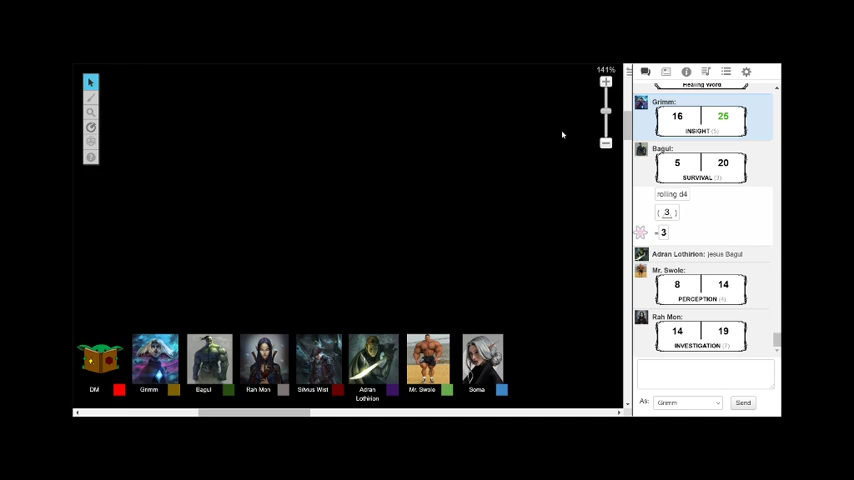 141%
Healing Word
Grimm:
16 25
INSIGHT (5)
Bagul:
5 20
SURVIVAL (3)
rolling d4
( 3 )
= 3
Adran Lothirion: jesus Bagul
Mr. Swole:
8 14
PERCEPTION (4)
Rah Mon:
14 19
INVESTIGATION (7)
DM Grimm Bagul Rah Mon Silvius Wist Adran Lothirion Mr. Swole Soma
As: Grimm Send